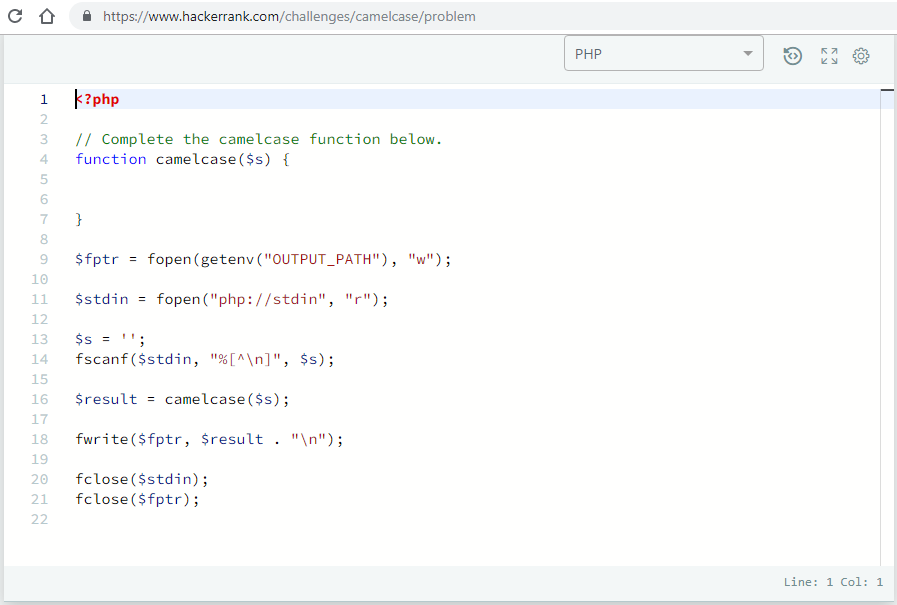 https://www.hackerrank.com/challenges/camelcase/problem
PHP
1 <?php
2
3 // Complete the camelcase function below.
4 function camelcase($s) {
5
6
7 }
8
9 $fptr = fopen(getenv("OUTPUT_PATH"), "w");
10
11 $stdin = fopen("php://stdin", "r");
12
13 $s = '';
14 fscanf($stdin, "%[^\n]", $s);
15
16 $result = camelcase($s);
17
18 fwrite($fptr, $result . "\n");
19
20 fclose($stdin);
21 fclose($fptr);
22
Line: 1 Col: 1